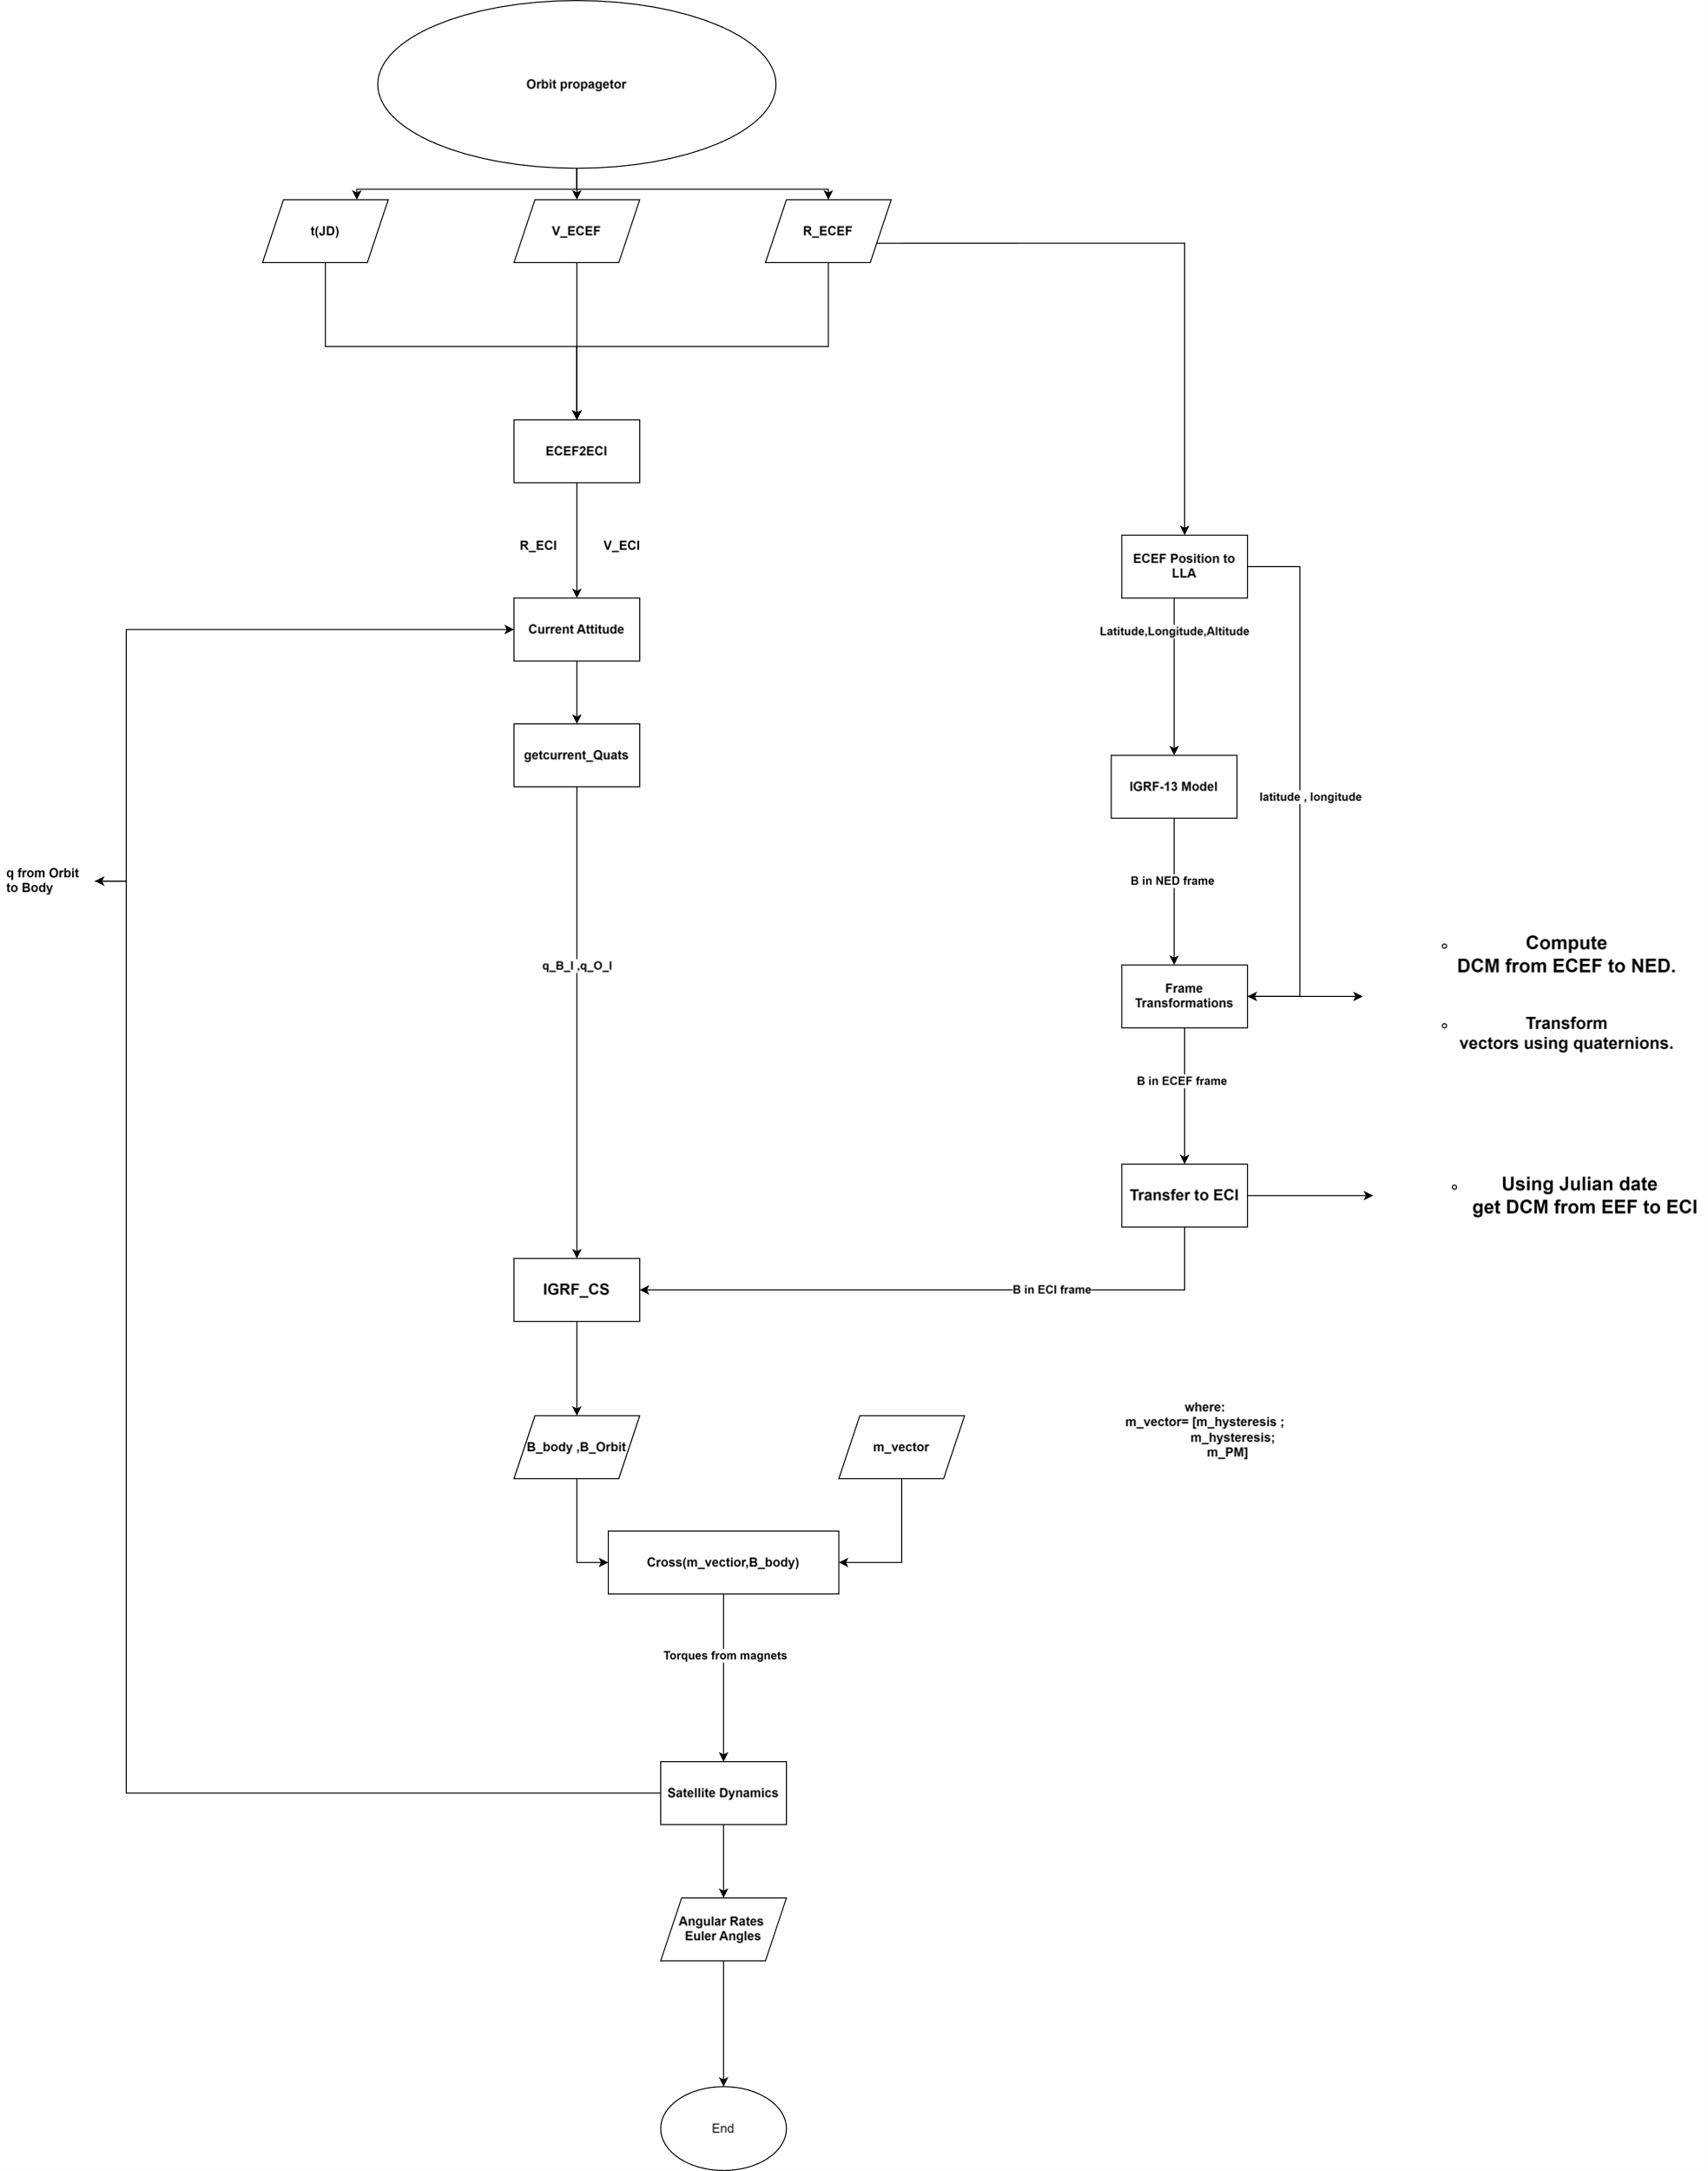 Orbit propagetor
t(JD)
V_ECEF
R_ECEF
ECEF2ECI
R_ECI
V_ECI
ECEF Position to
LLA
Current Attitude
Latitude,Longitude,Altitude
getcurrent_Quats
IGRF-13 Model
latitude , longitude
q from Orbit
to Body
B in NED frame
q_B_I ,q_O_I
Compute
DCM from ECEF to NED.
Frame
Transformations
Transform
vectors using quaternions.
B in ECEF frame
Transfer to ECI
Using Julian date
get DCM from EEF to ECI
IGRF_CS
B in ECI frame
B_body ,B_Orbit
m_vector
where:
m_vector= [m_hysteresis ;
m_hysteresis;
m_PM]
Cross(m_vectior,B_body)
Torques from magnets
Satellite Dynamics
Angular Rates
Euler Angles
End